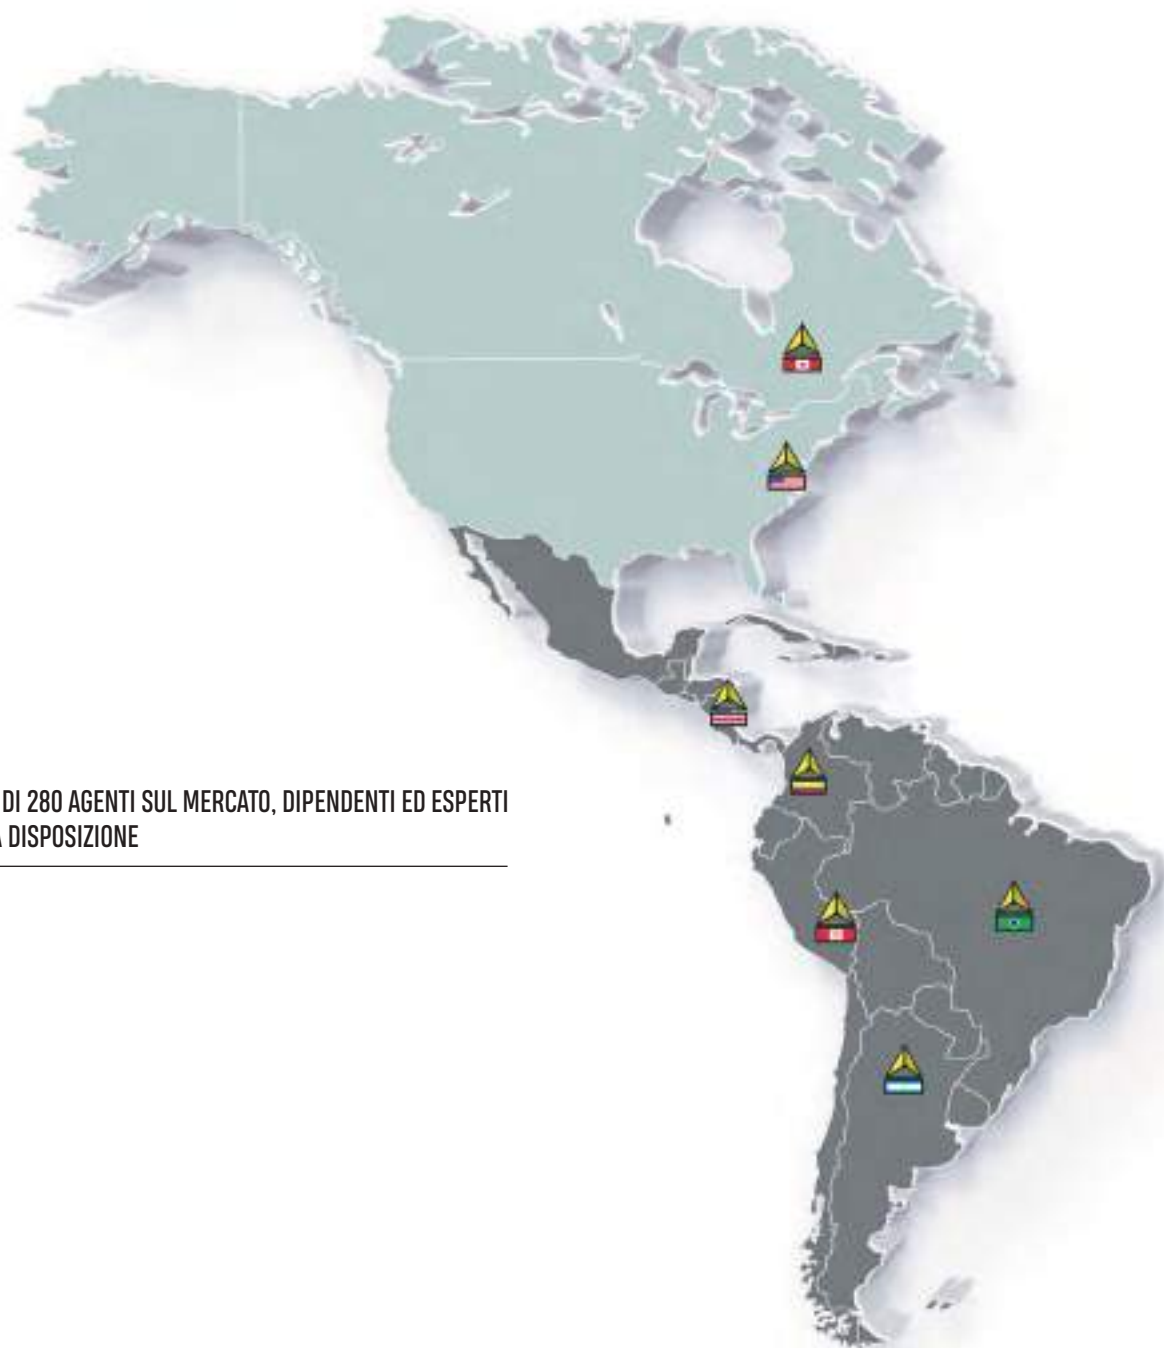 DI 280 AGENTI SUL MERCATO, DIPENDENTI ED ESPERTI
A DISPOSIZIONE